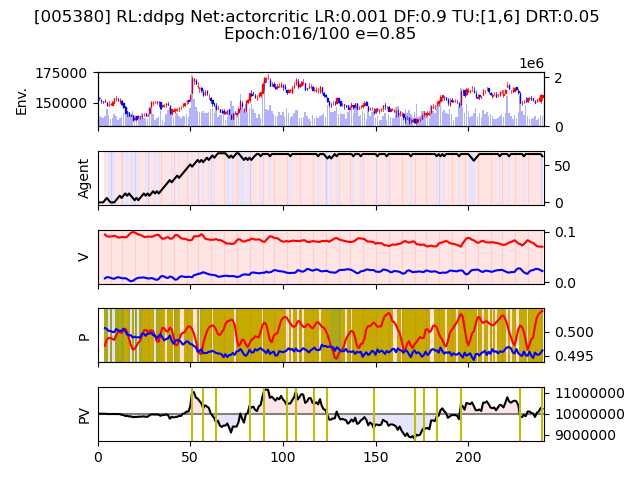 [005380] RL:ddpg Net:actorcritic LR:0.001 DF:0.9 TU:[1,6] DRT:0.05
Epoch:016/100 e=0.85
1e6
175000
150000
2
0
Env.
50
0
Agent
0.1
0.0
V
0.500
0.495
P
11000000
10000000
9000000
PV
0 50 100 150 200